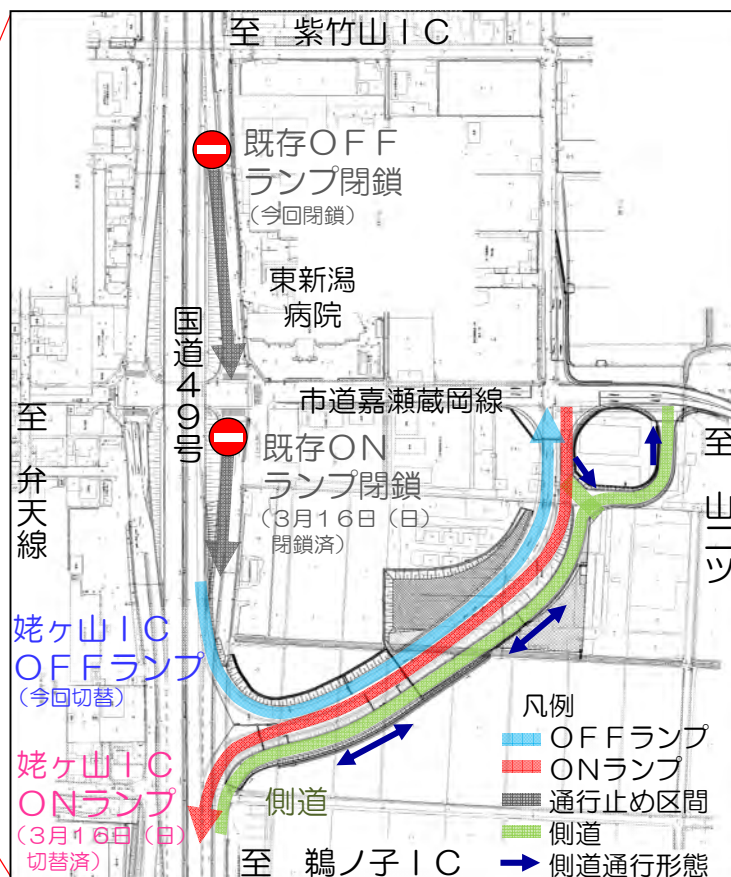 至 紫竹山IC
既存OFF
ランプ閉鎖
(今回閉鎖)
東新潟
病院
国道49号
市道嘉瀬蔵岡線
至 弁天線
既存ON
ランプ閉鎖
(3月16日(日)
閉鎖済)
至 山二ツ
姥ヶ山IC
OFFランプ
(今回切替)
姥ヶ山IC
ONランプ
(3月16日(日)
切替済)
側道
至 鵜ノ子IC
凡例
OFFランプ
ONランプ
通行止め区間
側道
側道通行形態